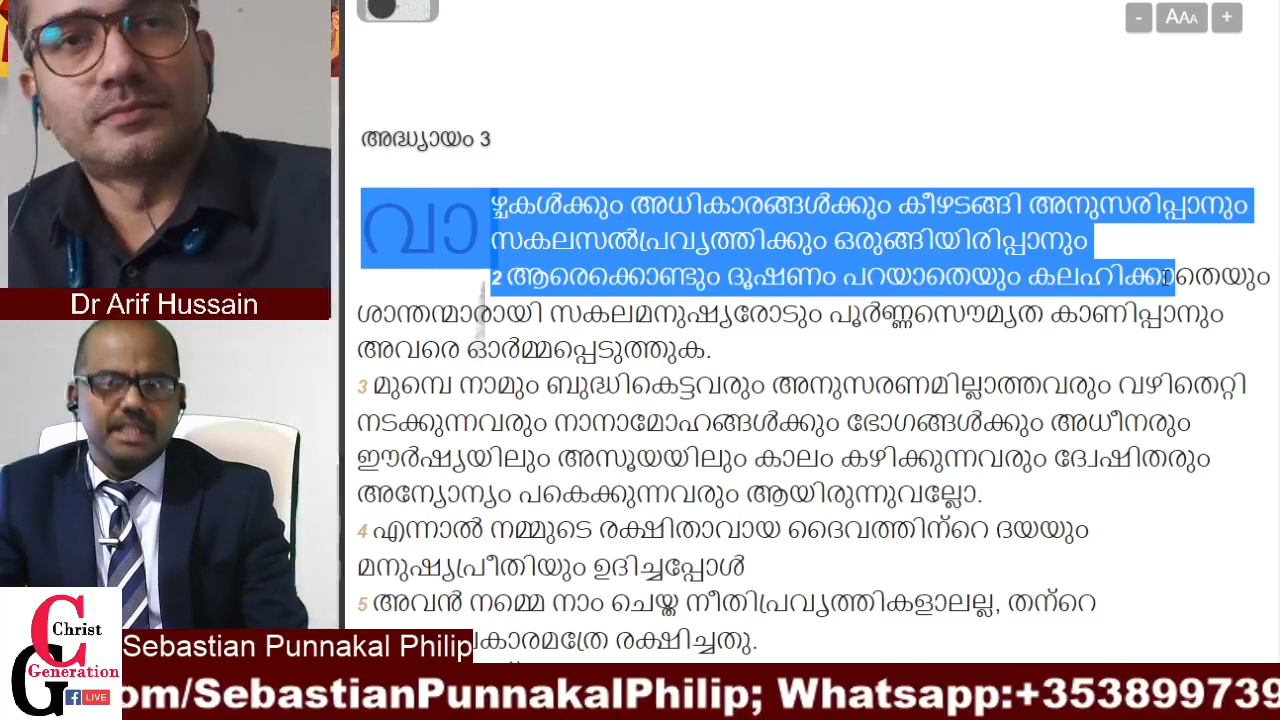 - AAA +
അദ്ധ്യായം 3
വാഴ്ചകൾക്കും അധികാരങ്ങൾക്കും കീഴടങ്ങി അനുസരിപ്പാനും
സകലസൽപ്രവൃത്തിക്കും ഒരുങ്ങിയിരിപ്പാനും
2 ആരെക്കൊണ്ടും ദൂഷണം പറയാതെയും കലഹിക്കാതെയും
ശാന്തന്മാരായി സകലമനുഷ്യരോടും പൂർണ്ണസൌമ്യത കാണിപ്പാനും
അവരെ ഓർമ്മപ്പെടുത്തുക.
3 മുമ്പെ നാമും ബുദ്ധികെട്ടവരും അനുസരണമില്ലാത്തവരും വഴിതെറ്റി
നടക്കുന്നവരും നാനാമോഹങ്ങൾക്കും ഭോഗങ്ങൾക്കും അധീനരും
ഈർഷ്യയിലും അസൂയയിലും കാലം കഴിക്കുന്നവരും ദ്വേഷിതരും
അന്യോന്യം പകെക്കുന്നവരും ആയിരുന്നുവല്ലോ.
4 എന്നാൽ നമ്മുടെ രക്ഷിതാവായ ദൈവത്തിന്റെ ദയയും
മനുഷ്യപ്രീതിയും ഉദിച്ചപ്പോൾ
5 അവൻ നമ്മെ നാം ചെയ്ത നീതിപ്രവൃത്തികളാലല്ല, തന്റെ
കാരമത്രേ രക്ഷിച്ചതു.
Dr Arif Hussain
Sebastian Punnakal Philip
Christ
Generation
LIVE
om/SebastianPunnakalPhilip; Whatsapp:+353899739